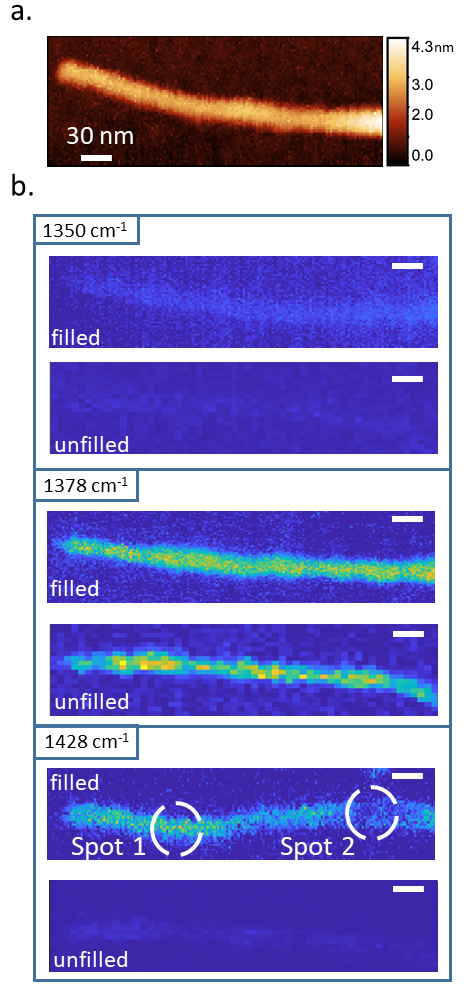 a.
4.3nm
3.0
2.0
0.0
30 nm
b.
1350 cm⁻¹
filled
unfilled
1378 cm⁻¹
filled
unfilled
1428 cm⁻¹
filled
Spot 1 Spot 2
unfilled